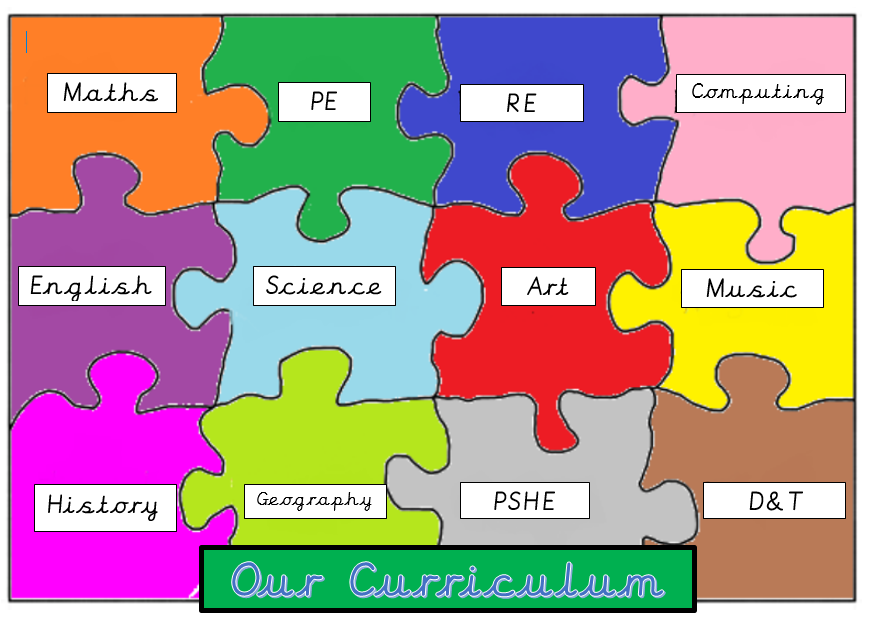 Maths
PE
RE
Computing
English
Science
Art
Music
History
Geography
PSHE
D&T
Our Curriculum